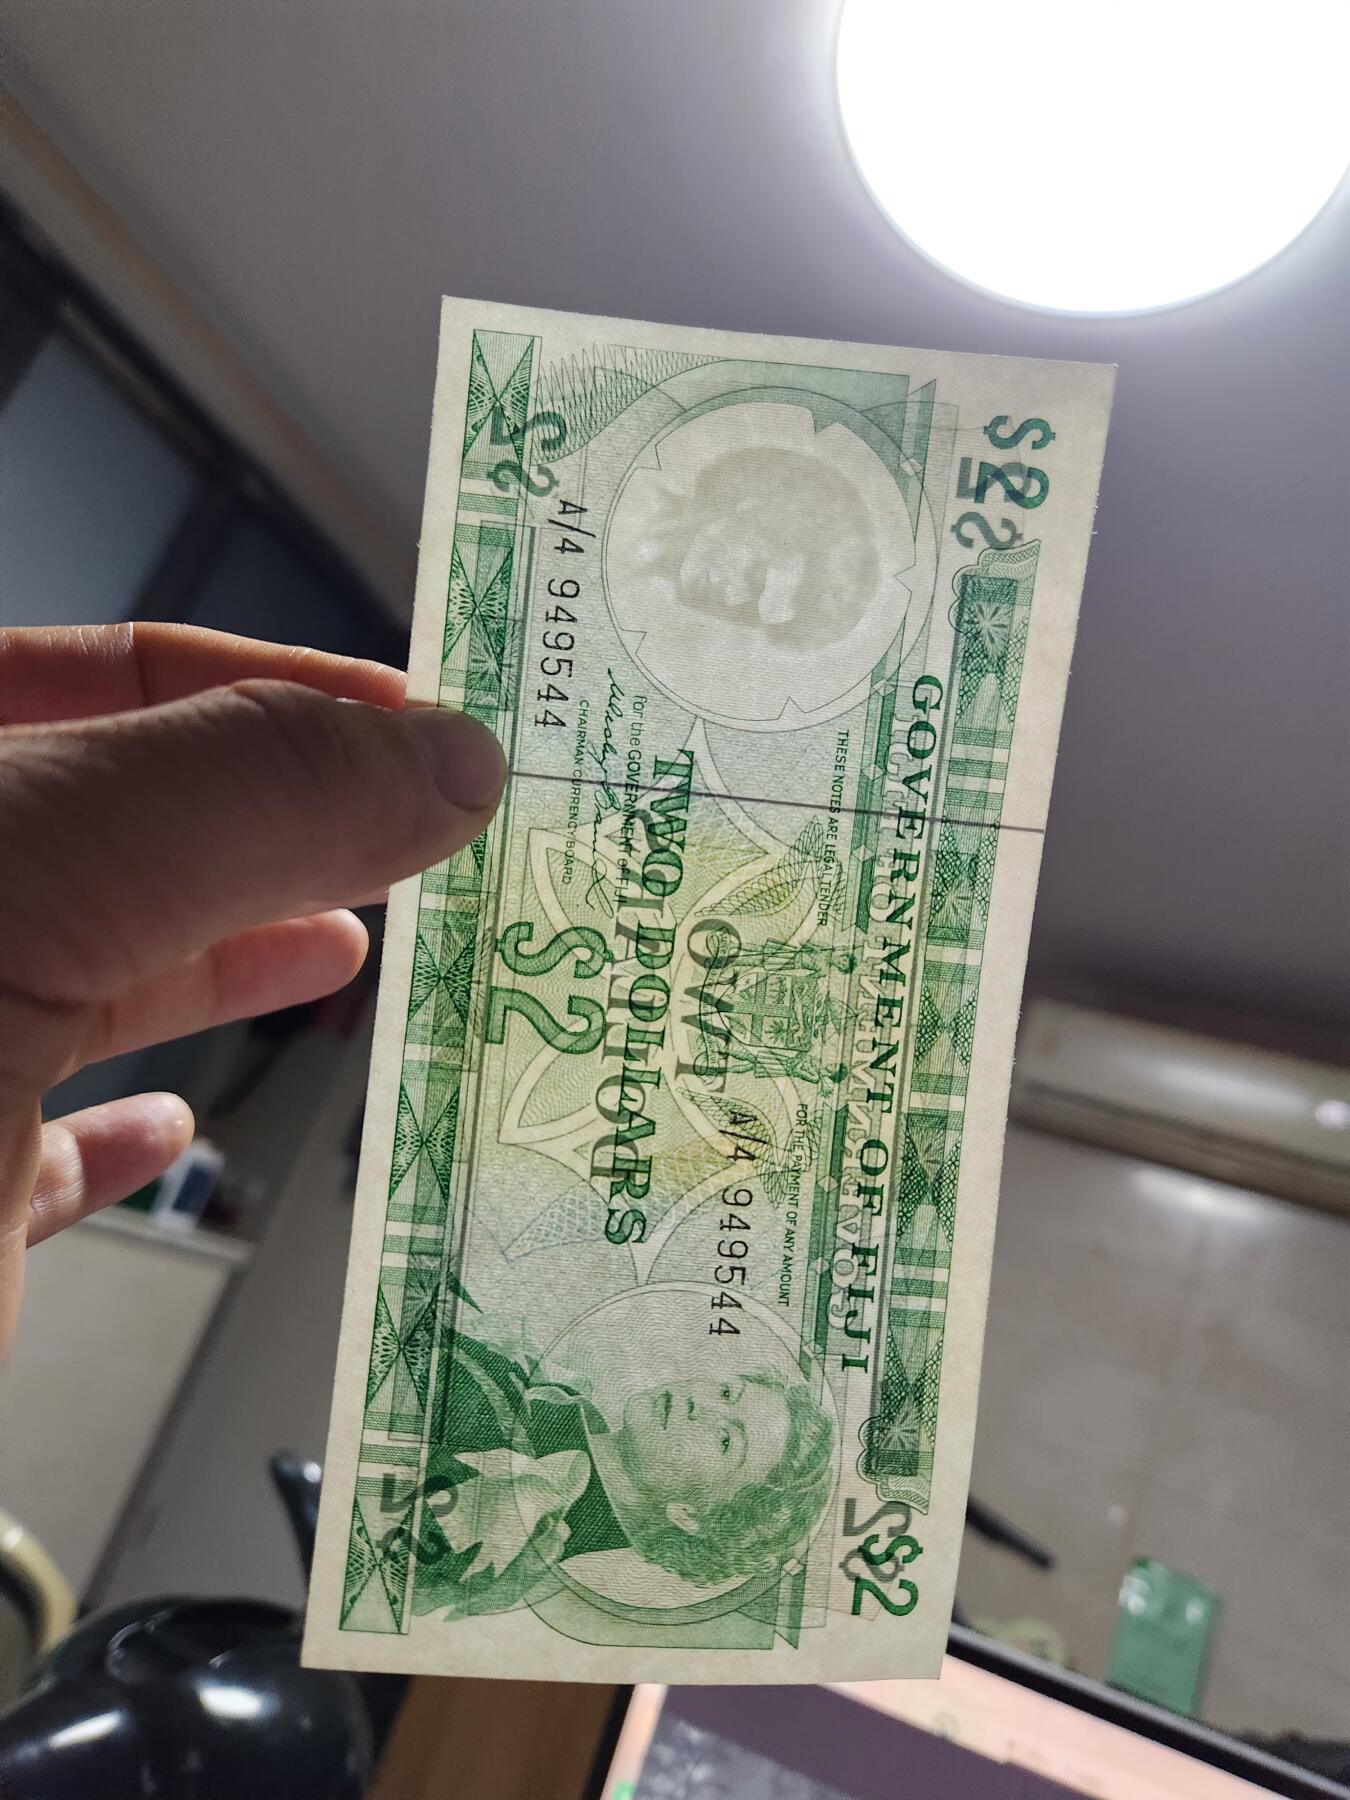 $2
GOVERNMENT OF FIJI
$2
THESE NOTES ARE LEGAL TENDER
FOR THE PAYMENT OF ANY AMOUNT
A/4 949544
TWO DOLLARS
For the GOVERNMENT OF FIJI
CHAIRMAN CURRENCY BOARD
A/4 949544
$2